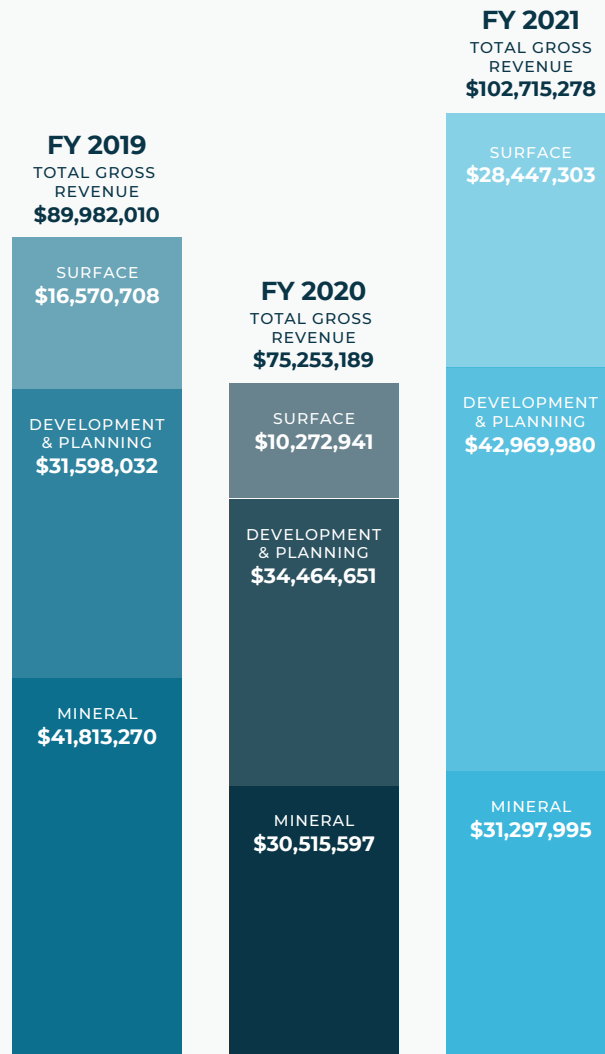 FY 2019
TOTAL GROSS
REVENUE
$89,982,010
SURFACE
$16,570,708
DEVELOPMENT
& PLANNING
$31,598,032
MINERAL
$41,813,270
FY 2020
TOTAL GROSS
REVENUE
$75,253,189
SURFACE
$10,272,941
DEVELOPMENT
& PLANNING
$34,464,651
MINERAL
$30,515,597
FY 2021
TOTAL GROSS
REVENUE
$102,715,278
SURFACE
$28,447,303
DEVELOPMENT
& PLANNING
$42,969,980
MINERAL
$31,297,995